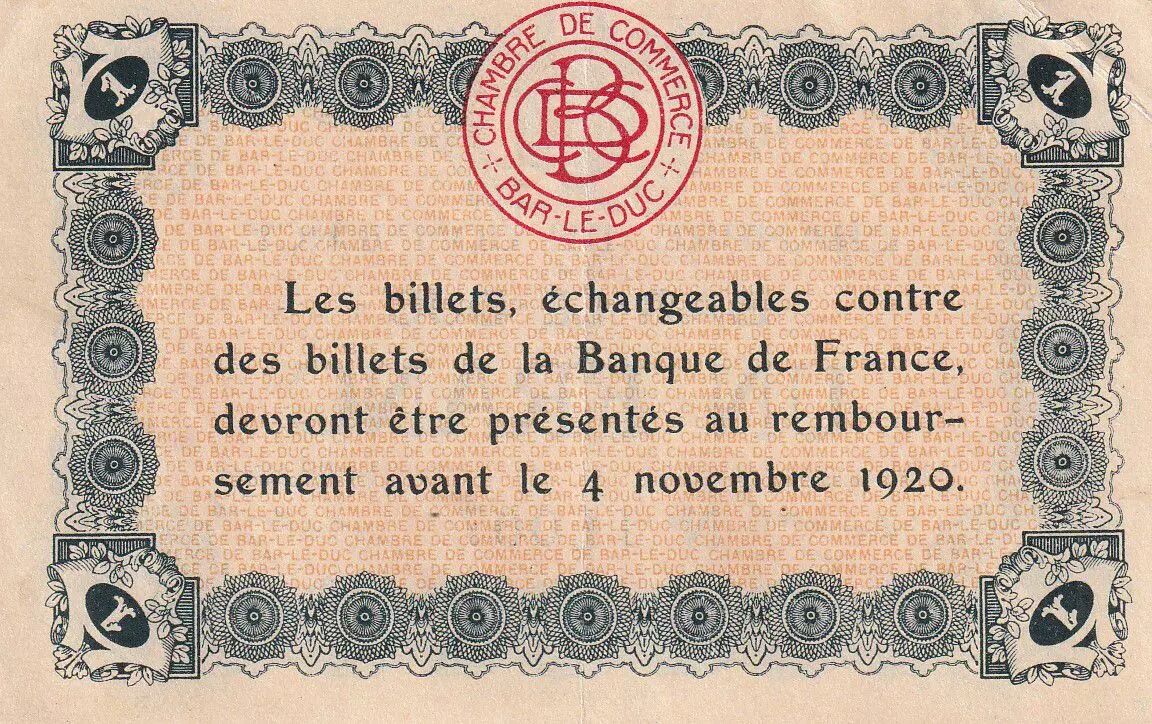 CHAMBRE DE COMMERCE
BAR-LE-DUC
Les billets, échangeables contre
des billets de la Banque de France,
devront être présentés au rembour-
sement avant le 4 novembre 1920.